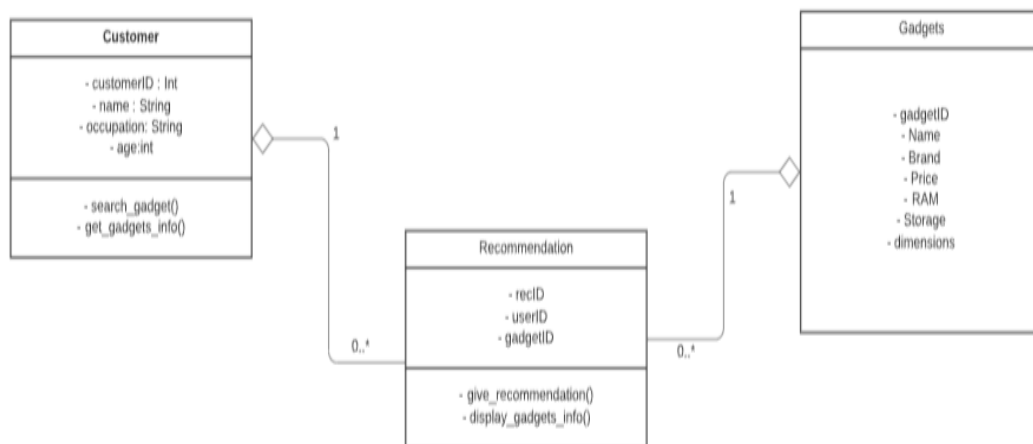 Customer
- customerID : Int
- name : String
- occupation: String
- age:int
- search_gadget()
- get_gadgets_info()
1
0..*
Recommendation
- recID
- userID
- gadgetID
- give_recommendation()
- display_gadgets_info()
Gadgets
- gadgetID
- Name
- Brand
- Price
- RAM
- Storage
- dimensions
1
0..*